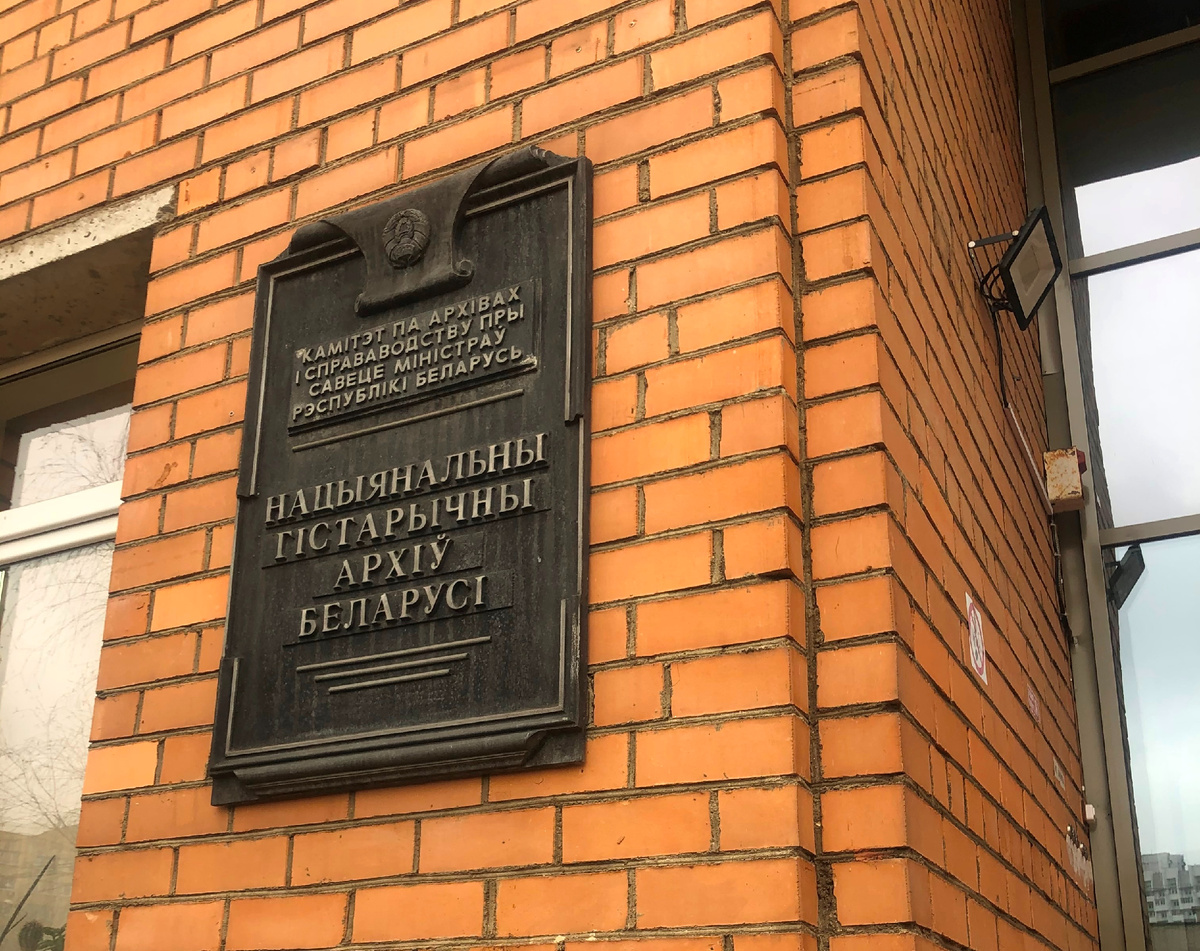 КАМІТЭТ ПА АРХІВАХ
І СПРАВАВОДСТВУ ПРЫ
САВЕЦЕ МІНІСТРАЎ
РЭСПУБЛІКІ БЕЛАРУСЬ
НАЦЫЯНАЛЬНЫ
ГІСТАРЫЧНЫ
АРХІЎ
БЕЛАРУСІ